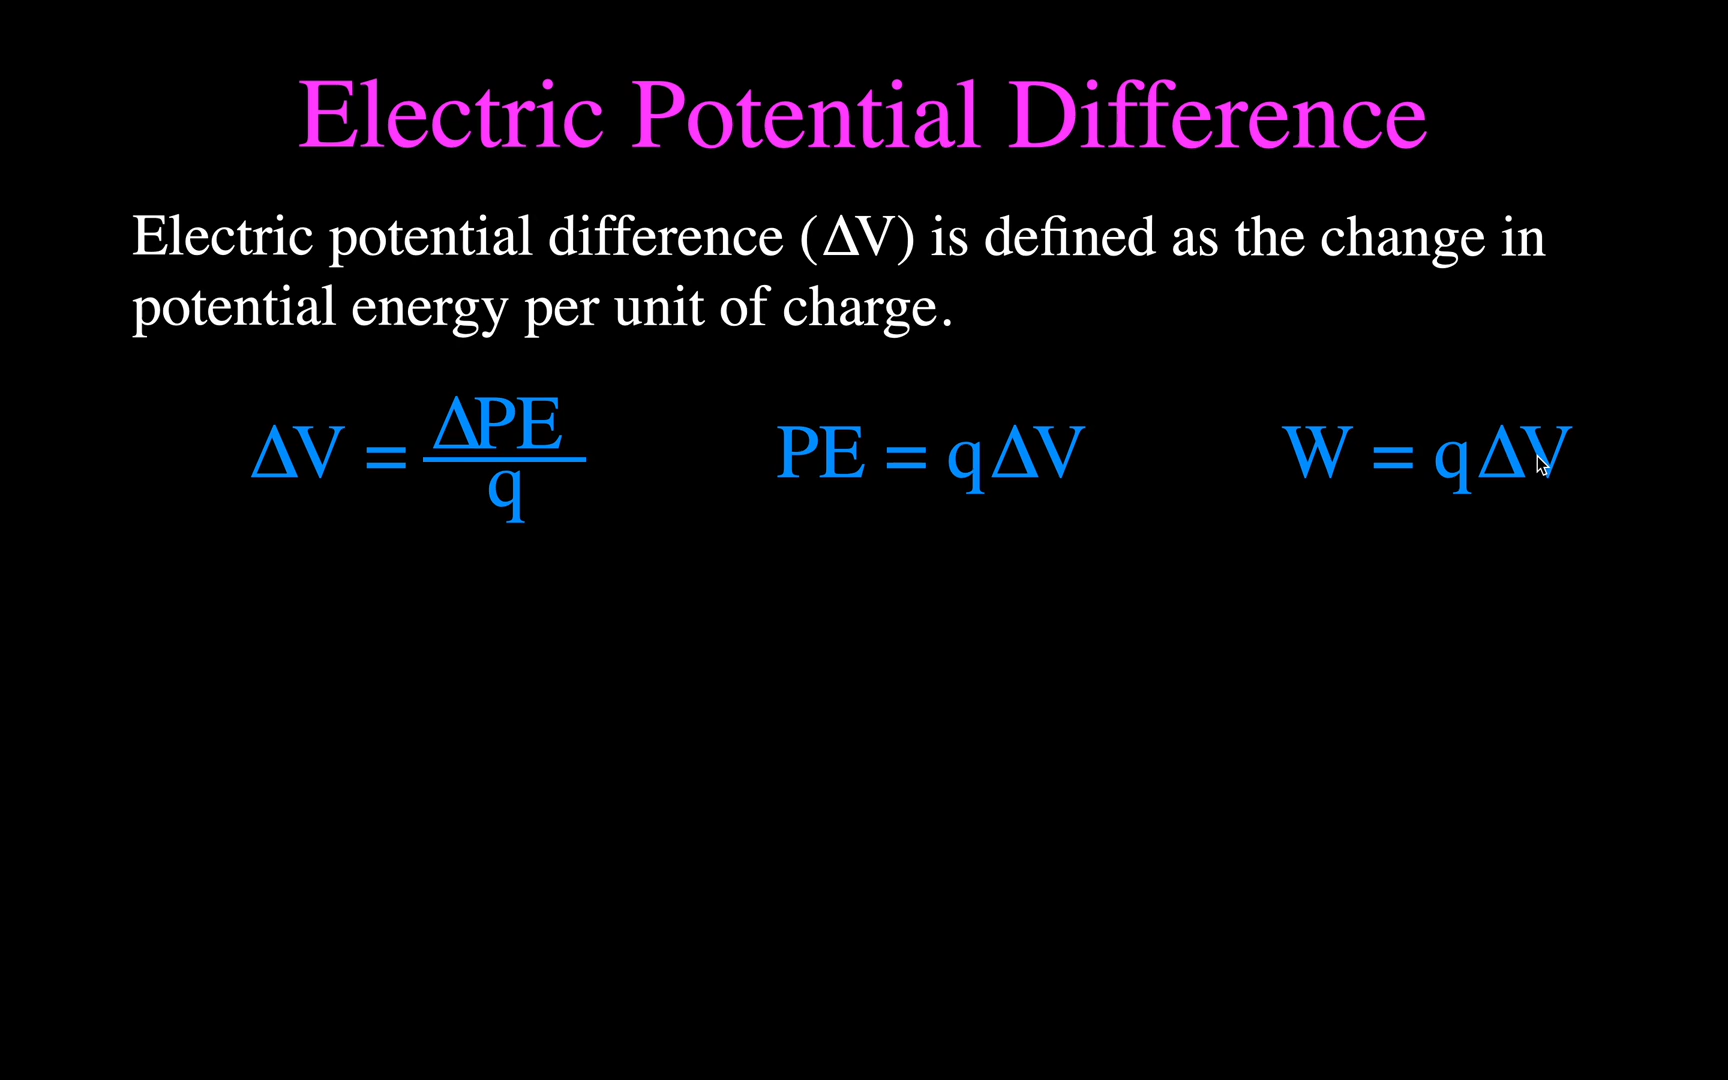 Electric Potential Difference
Electric potential difference (ΔV) is defined as the change in
potential energy per unit of charge.
ΔV = ΔPE / q    PE = qΔV    W = qΔV